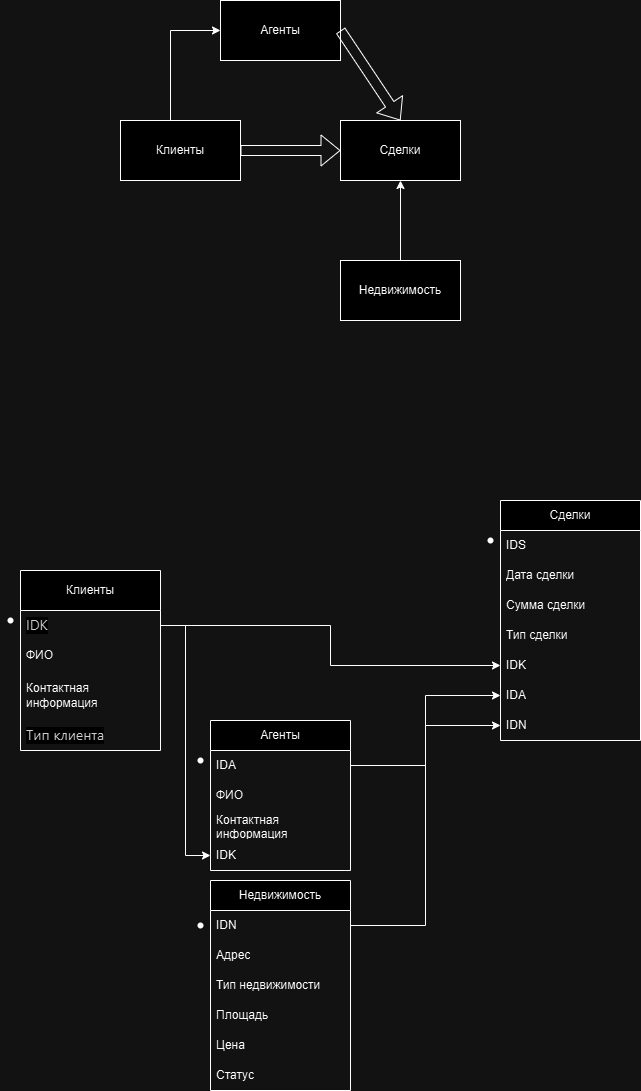 Агенты
Клиенты
Сделки
Недвижимость
Сделки
IDS
Дата сделки
Сумма сделки
Тип сделки
IDK
IDA
IDN
Клиенты
IDK
ФИО
Контактная
информация
Тип клиента
Агенты
IDA
ФИО
Контактная
информация
IDK
Недвижимость
IDN
Адрес
Тип недвижимости
Площадь
Цена
Статус